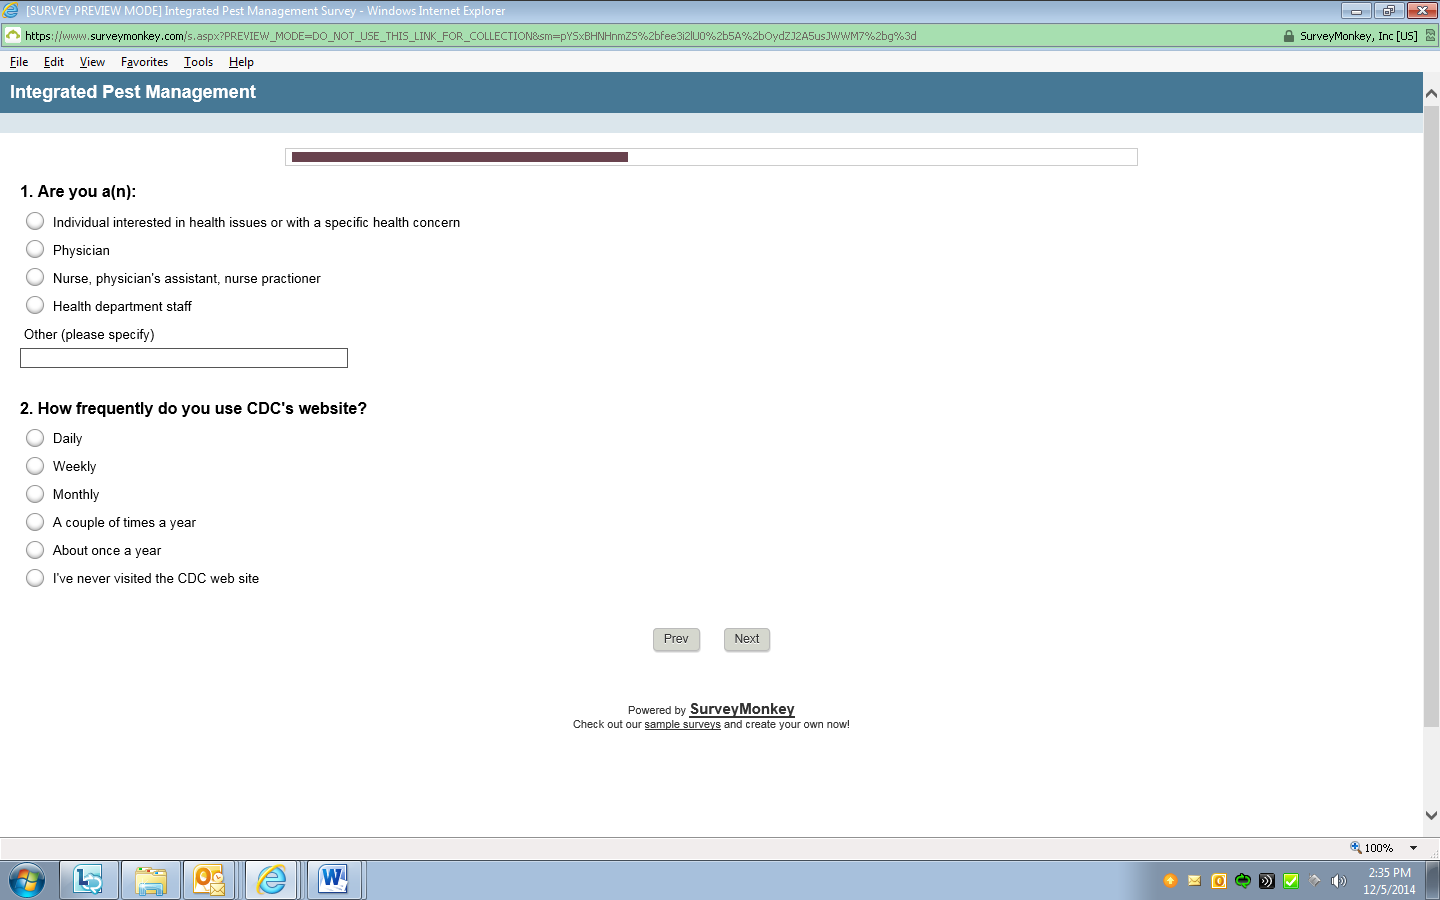 [SURVEY PREVIEW MODE] Integrated Pest Management Survey - Windows Internet Explorer
https://www.surveymonkey.com/s.aspx?PREVIEW_MODE=DO_NOT_USE_THIS_LINK_FOR_COLLECTION&sm=pYSxBHNHnmZS%2bfee3i2lU0%2b5A%2bOydZJ2A5usJWWM7%2bg%3d
SurveyMonkey, Inc [US]
File Edit View Favorites Tools Help
Integrated Pest Management
1. Are you a(n):
Individual interested in health issues or with a specific health concern
Physician
Nurse, physician's assistant, nurse practioner
Health department staff
Other (please specify)
2. How frequently do you use CDC's website?
Daily
Weekly
Monthly
A couple of times a year
About once a year
I've never visited the CDC web site
Prev Next
Powered by SurveyMonkey
Check out our sample surveys and create your own now!
100%
2:35 PM
12/5/2014